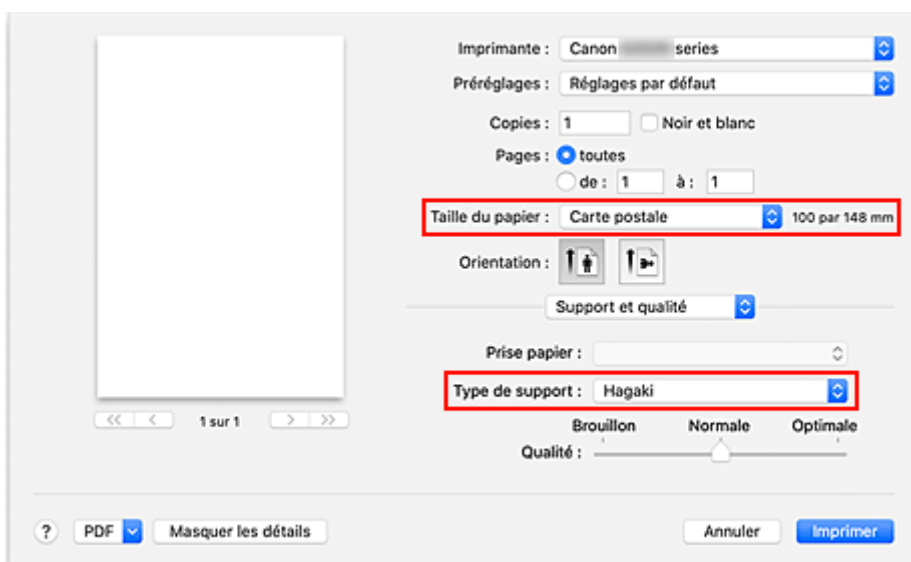 Imprimante : Canon series
Préréglages : Réglages par défaut
Copies : 1 Noir et blanc
Pages : toutes
de : 1 à : 1
Taille du papier : Carte postale 100 par 148 mm
Orientation :
Support et qualité
Prise papier :
Type de support : Hagaki
Brouillon Normale Optimale
Qualité :
<< < 1 sur 1 > >>
? PDF Masquer les détails Annuler Imprimer